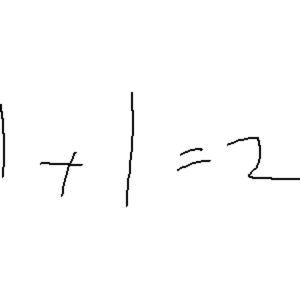 1 + 1 = 2